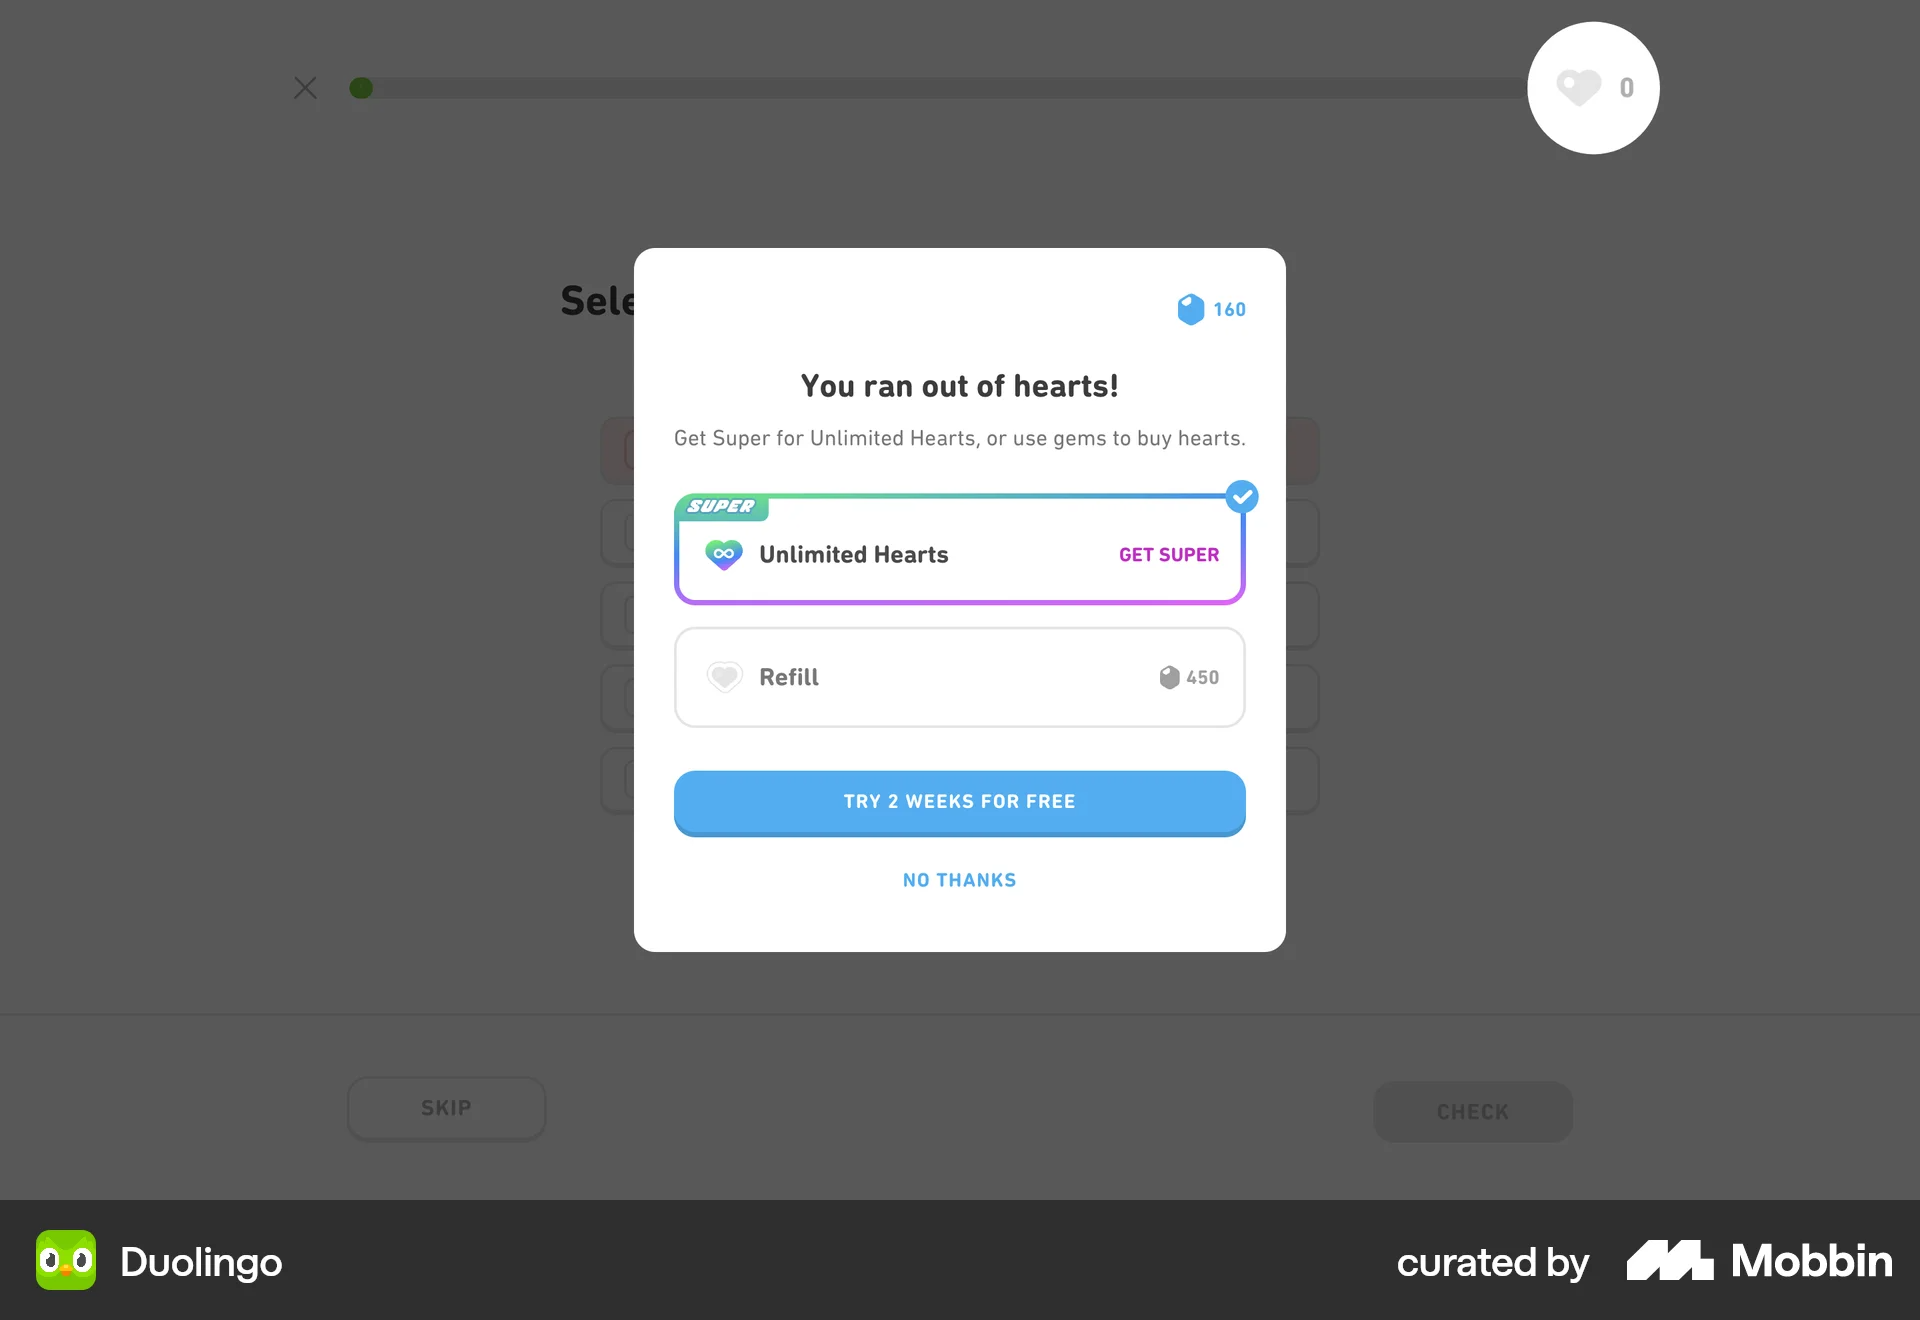 0
Sele
160
You ran out of hearts!
Get Super for Unlimited Hearts, or use gems to buy hearts.
SUPER
Unlimited Hearts
GET SUPER
Refill
450
TRY 2 WEEKS FOR FREE
NO THANKS
SKIP
CHECK
Duolingo
curated by
Mobbin